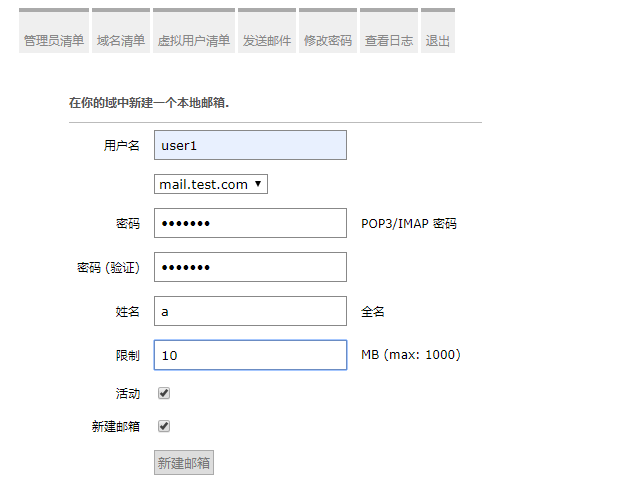 管理员清单 域名清单 虚拟用户清单 发送邮件 修改密码 查看日志 退出
在你的域中新建一个本地邮箱.
用户名 user1
mail.test.com
密码 ••••••• POP3/IMAP 密码
密码 (验证) •••••••
姓名 a 全名
限制 10 MB (max: 1000)
活动
新建邮箱
新建邮箱